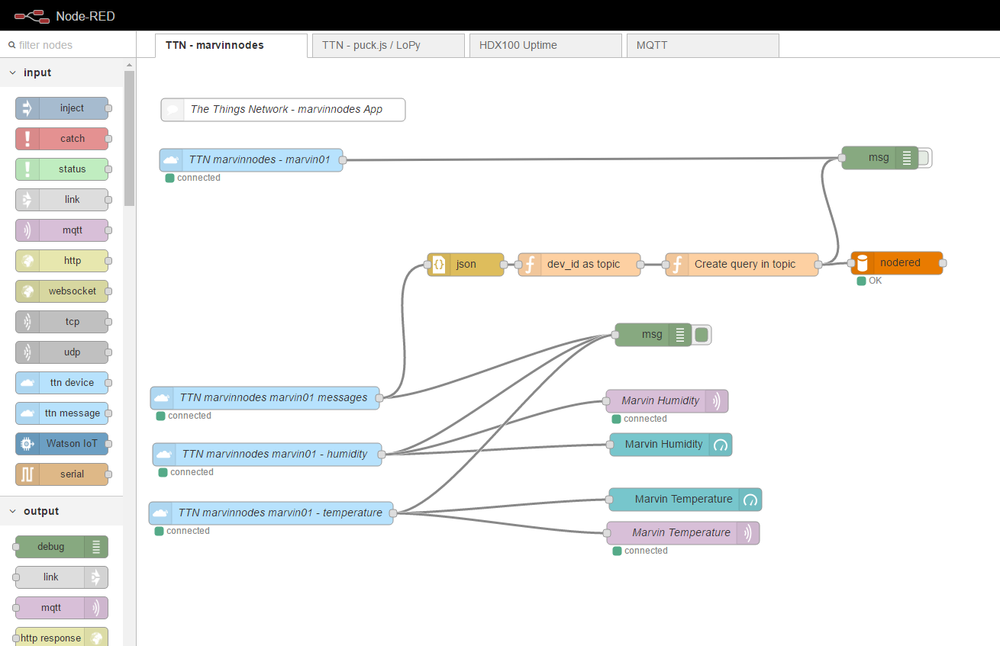 Node-RED
filter nodes
TTN - marvinnodes
TTN - puck.js / LoPy
HDX100 Uptime
MQTT
input
inject
catch
status
link
mqtt
http
websocket
tcp
udp
ttn device
ttn message
Watson IoT
serial
output
debug
link
mqtt
http response
The Things Network - marvinnodes App
TTN marvinnodes - marvin01
connected
msg
json
dev_id as topic
Create query in topic
nodered
OK
msg
TTN marvinnodes marvin01 messages
connected
Marvin Humidity
connected
TTN marvinnodes marvin01 - humidity
connected
Marvin Humidity
TTN marvinnodes marvin01 - temperature
connected
Marvin Temperature
Marvin Temperature
connected